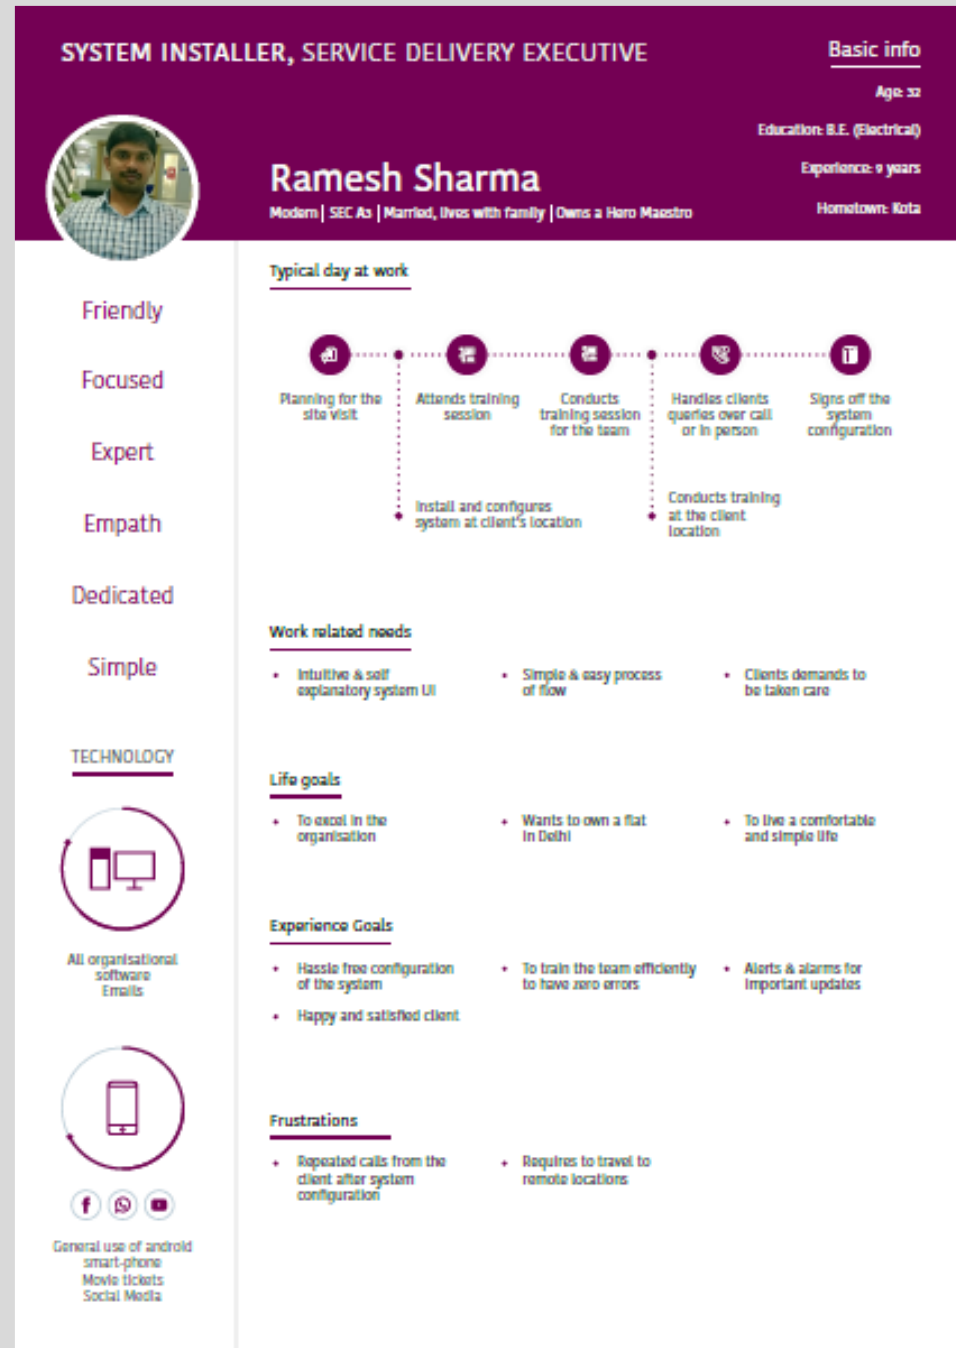 SYSTEM INSTALLER, SERVICE DELIVERY EXECUTIVE
Basic info
Age: 32
Education: B.E. (Electrical)
Experience: 9 years
Hometown: Kota
Ramesh Sharma
Modern | SEC A3 | Married, lives with family | Owns a Hero Maestro
Friendly
Focused
Expert
Empath
Dedicated
Simple
TECHNOLOGY
All organisational
software
Emails
General use of android
smart-phone
Movie tickets
Social Media
Typical day at work
Planning for the
site visit
Install and configures
system at client's location
Attends training
session
Conducts
training session
for the team
Conducts training
at the client
location
Handles clients
queries over call
or in person
Signs off the
system
configuration
Work related needs
Intuitive & self
explanatory system UI
Simple & easy process
of flow
Clients demands to
be taken care
Life goals
To excel in the
organisation
Wants to own a flat
in Delhi
To live a comfortable
and simple life
Experience Goals
Hassle free configuration
of the system
Happy and satisfied client
To train the team efficiently
to have zero errors
Alerts & alarms for
important updates
Frustrations
Repeated calls from the
client after system
configuration
Requires to travel to
remote locations